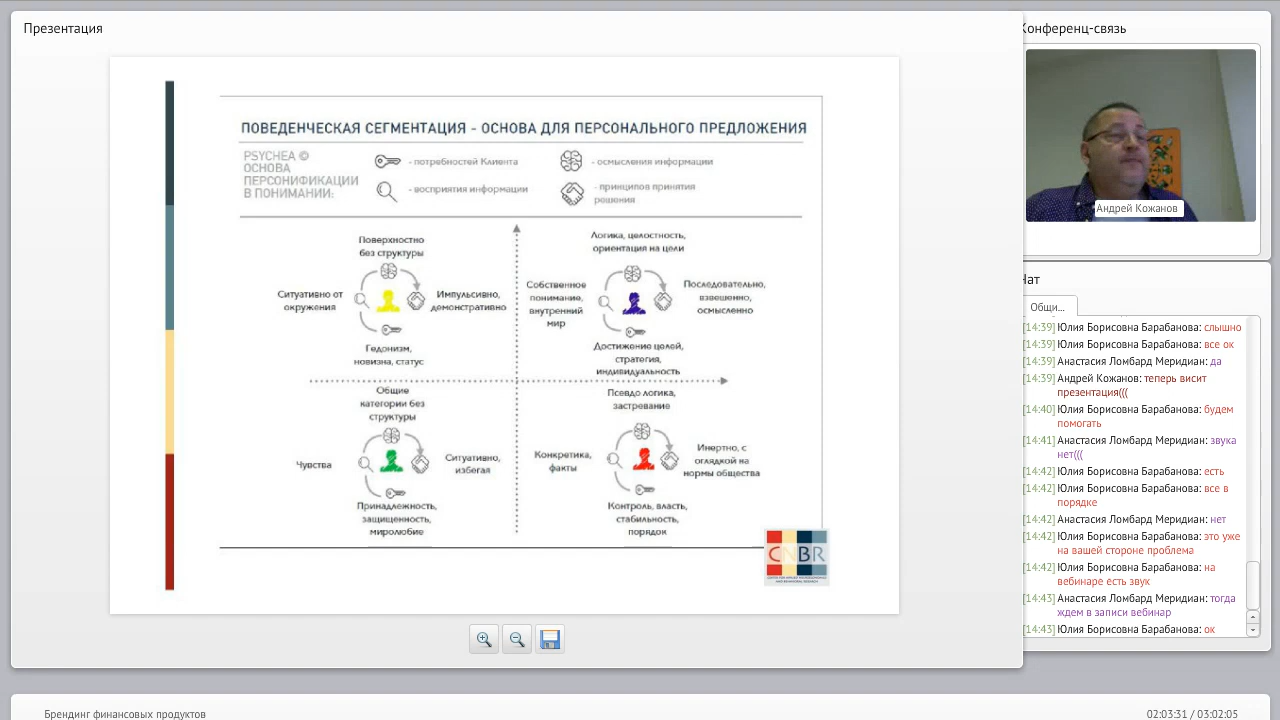 Презентация
ПОВЕДЕНЧЕСКАЯ СЕГМЕНТАЦИЯ - ОСНОВА ДЛЯ ПЕРСОНАЛЬНОГО ПРЕДЛОЖЕНИЯ
PSYCHEA ©
ОСНОВА
ПЕРСОНИФИКАЦИИ
В ПОНИМАНИИ:
- потребностей Клиента
- восприятия информации
- осмысления информации
- принципов принятия
решения
Поверхностно
без структуры
Ситуативно от
окружения
Импульсивно,
демонстративно
Гедонизм,
новизна, статус
Логика, целостность,
ориентация на цели
Собственное
понимание,
внутренний
мир
Последовательно,
взвешенно,
осмысленно
Достижение целей,
стратегия,
индивидуальность
Общие
категории без
структуры
Чувства
Ситуативно,
избегая
Принадлежность,
защищенность,
миролюбие
Псевдо логика,
застревание
Конкретика,
факты
Инертно, с
оглядкой на
нормы общества
Контроль, власть,
стабильность,
порядок
CNBR
Конференц-связь
Андрей Кожанов
Чат
Общи...
[14:39] Юлия Борисовна Барабанова: слышно
[14:39] Юлия Борисовна Барабанова: все ок
[14:39] Анастасия Ломбард Меридиан: да
[14:39] Андрей Кожанов: теперь висит
презентация(((
[14:40] Юлия Борисовна Барабанова: будем
помогать
[14:41] Анастасия Ломбард Меридиан: звука
нет(((
[14:42] Юлия Борисовна Барабанова: есть
[14:42] Юлия Борисовна Барабанова: все в
порядке
[14:42] Анастасия Ломбард Меридиан: нет
[14:42] Юлия Борисовна Барабанова: это уже
на вашей стороне проблема
[14:42] Юлия Борисовна Барабанова: на
вебинаре есть звук
[14:43] Анастасия Ломбард Меридиан: тогда
ждем в записи вебинар
[14:43] Юлия Борисовна Барабанова: ок
Брендинг финансовых продуктов
02:03:31 / 03:02:05